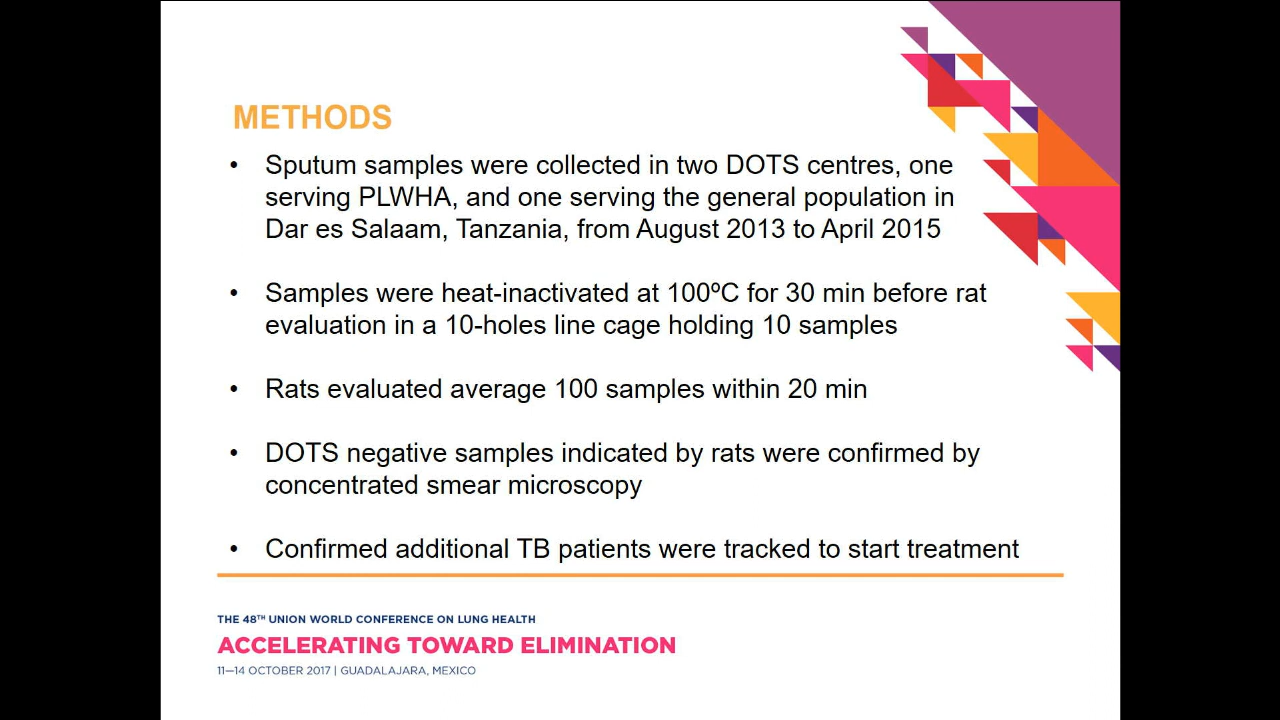 METHODS
• Sputum samples were collected in two DOTS centres, one
serving PLWHA, and one serving the general population in
Dar es Salaam, Tanzania, from August 2013 to April 2015
• Samples were heat-inactivated at 100ºC for 30 min before rat
evaluation in a 10-holes line cage holding 10 samples
• Rats evaluated average 100 samples within 20 min
• DOTS negative samples indicated by rats were confirmed by
concentrated smear microscopy
• Confirmed additional TB patients were tracked to start treatment
THE 48TH UNION WORLD CONFERENCE ON LUNG HEALTH
ACCELERATING TOWARD ELIMINATION
11—14 OCTOBER 2017 | GUADALAJARA, MEXICO